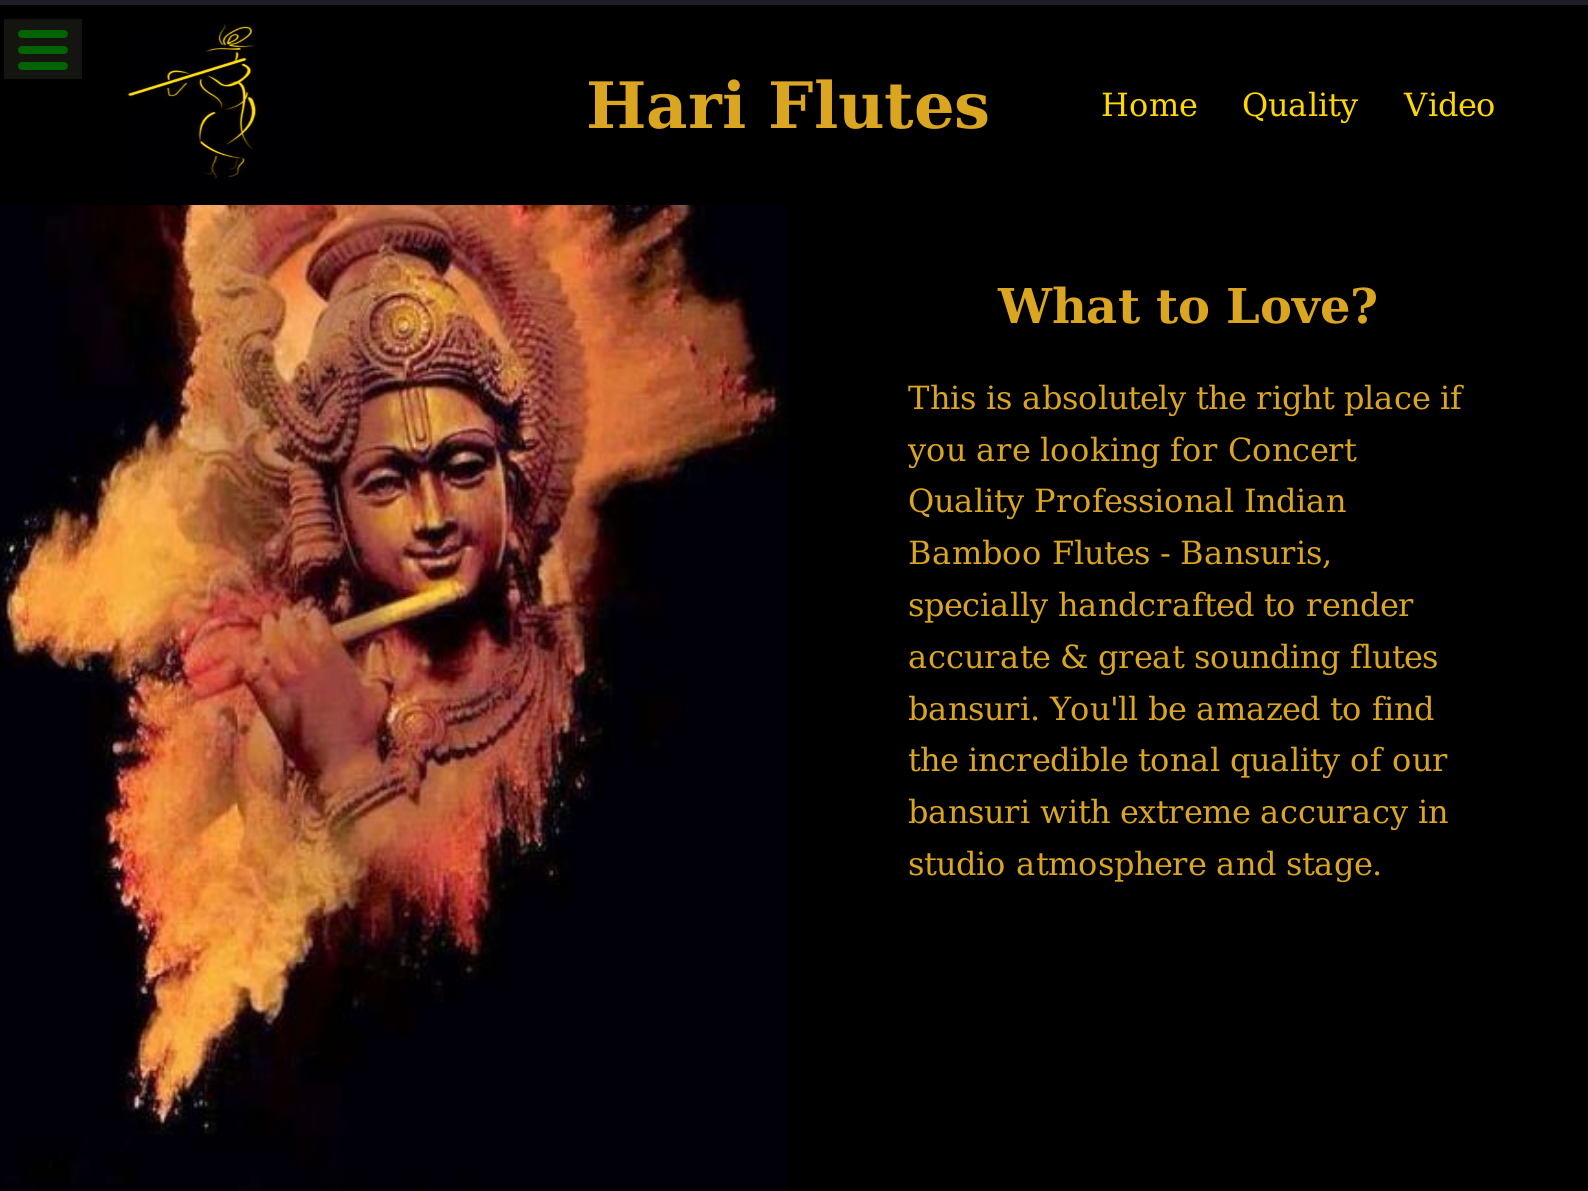 Hari Flutes
Home Quality Video
What to Love?
This is absolutely the right place if
you are looking for Concert
Quality Professional Indian
Bamboo Flutes - Bansuris,
specially handcrafted to render
accurate & great sounding flutes
bansuri. You'll be amazed to find
the incredible tonal quality of our
bansuri with extreme accuracy in
studio atmosphere and stage.